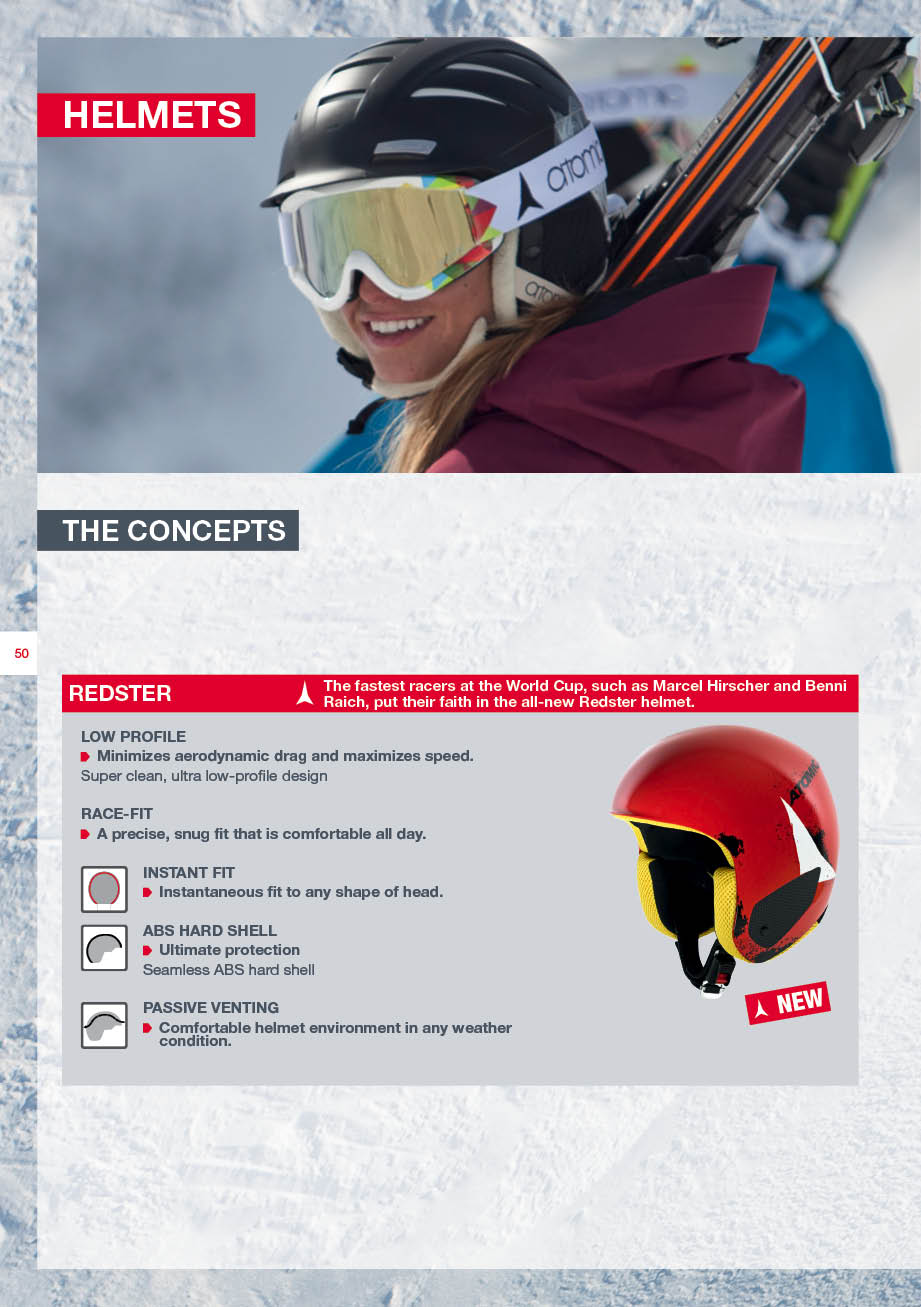 HELMETS
atomic
atomic
THE CONCEPTS
50
REDSTER
The fastest racers at the World Cup, such as Marcel Hirscher and Benni
Raich, put their faith in the all-new Redster helmet.
LOW PROFILE
Minimizes aerodynamic drag and maximizes speed.
Super clean, ultra low-profile design
RACE-FIT
A precise, snug fit that is comfortable all day.
INSTANT FIT
Instantaneous fit to any shape of head.
ABS HARD SHELL
Ultimate protection
Seamless ABS hard shell
PASSIVE VENTING
Comfortable helmet environment in any weather
condition.
ATOMIC
NEW